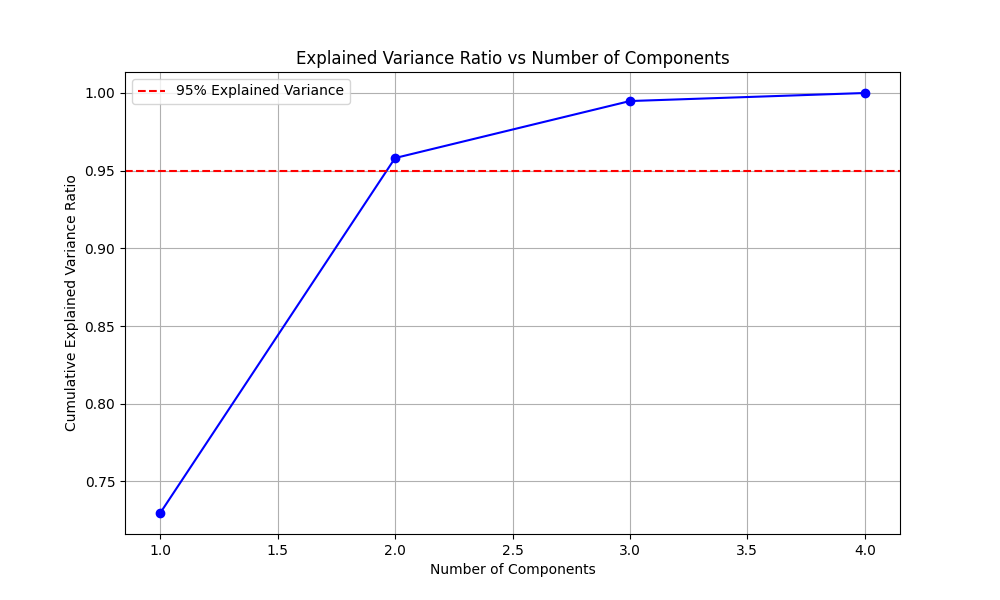 Explained Variance Ratio vs Number of Components
95% Explained Variance
Cumulative Explained Variance Ratio
1.00
0.95
0.90
0.85
0.80
0.75
1.0 1.5 2.0 2.5 3.0 3.5 4.0
Number of Components